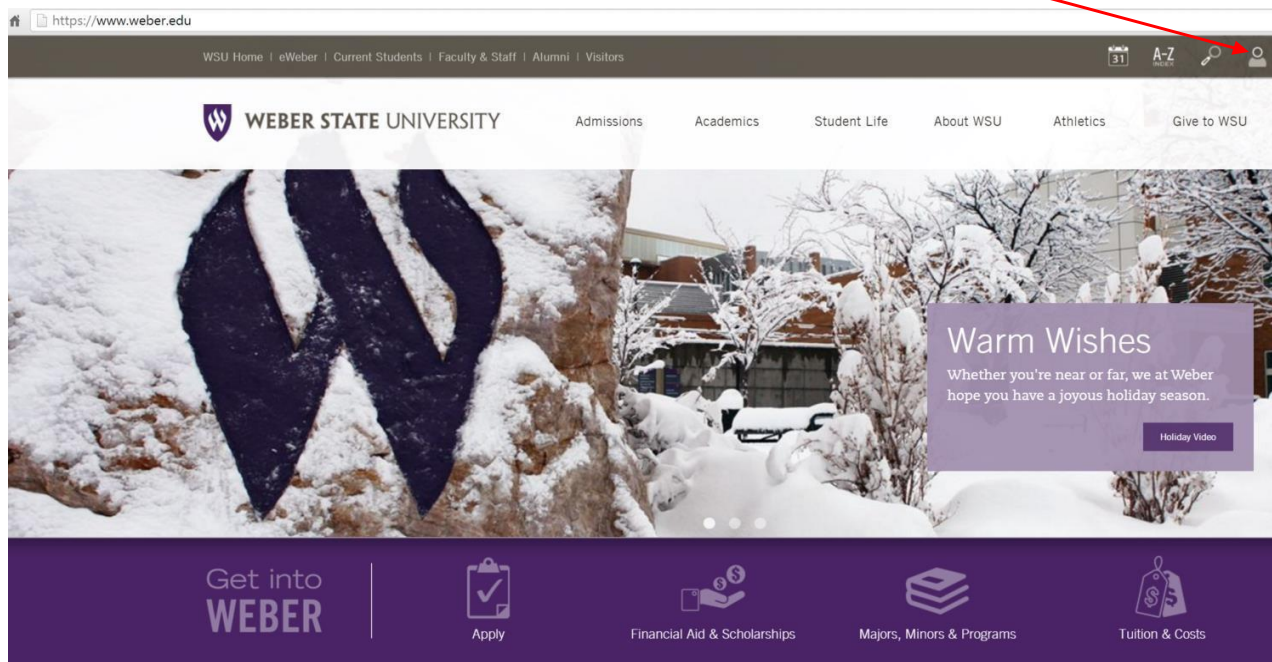 https://www.weber.edu
WSU Home | eWeber | Current Students | Faculty & Staff | Alumni | Visitors
31
A-Z
INDEX
WEBER STATE UNIVERSITY
Admissions
Academics
Student Life
About WSU
Athletics
Give to WSU
Warm Wishes
Whether you're near or far, we at Weber
hope you have a joyous holiday season.
Holiday Video
Get into
WEBER
Apply
Financial Aid & Scholarships
Majors, Minors & Programs
Tuition & Costs